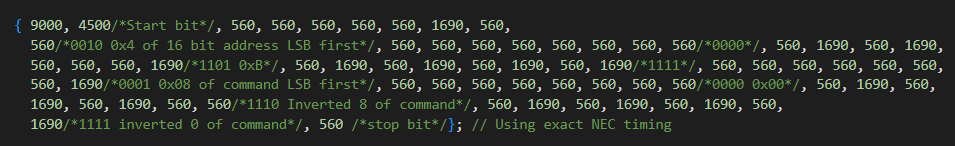 { 9000, 4500/*Start bit*/, 560, 560, 560, 560, 560, 1690, 560,
560/*0010 0x4 of 16 bit address LSB first*/, 560, 560, 560, 560, 560, 560, 560, 560/*0000*/, 560, 1690, 560, 1690,
560, 560, 560, 1690/*1101 0xB*/, 560, 1690, 560, 1690, 560, 1690, 560, 1690/*1111*/, 560, 560, 560, 560, 560, 560,
560, 1690/*0001 0x08 of command LSB first*/, 560, 560, 560, 560, 560, 560, 560, 560/*0000 0x00*/, 560, 1690, 560,
1690, 560, 1690, 560, 560/*1110 Inverted 8 of command*/, 560, 1690, 560, 1690, 560, 1690, 560,
1690/*1111 inverted 0 of command*/, 560 /*stop bit*/}; // Using exact NEC timing